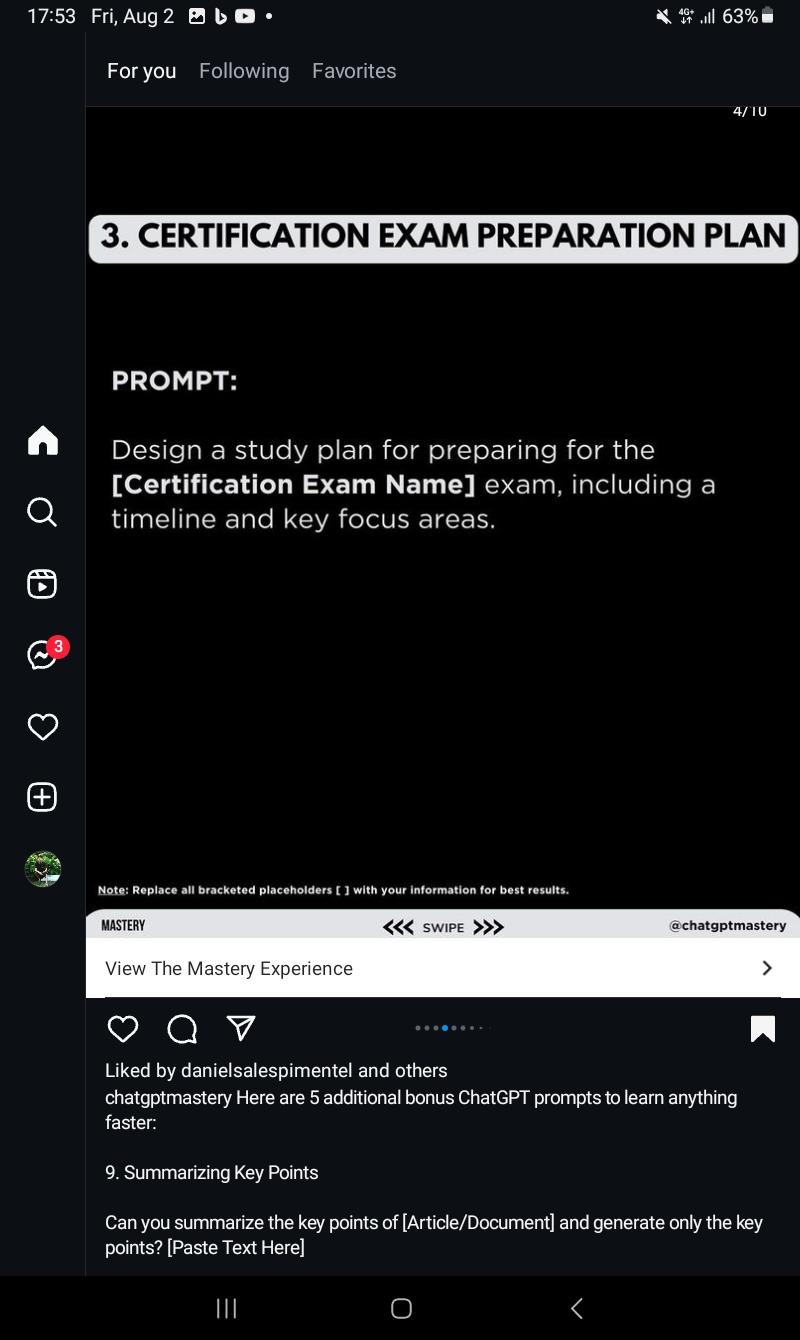 17:53 Fri, Aug 2
4G+ 63%
For you Following Favorites
4/10
3. CERTIFICATION EXAM PREPARATION PLAN
PROMPT:
Design a study plan for preparing for the
[Certification Exam Name] exam, including a
timeline and key focus areas.
3
Note: Replace all bracketed placeholders [ ] with your information for best results.
MASTERY <<< SWIPE >>> @chatgptmastery
View The Mastery Experience
Liked by danielsalespimentel and others
chatgptmastery Here are 5 additional bonus ChatGPT prompts to learn anything
faster:
9. Summarizing Key Points
Can you summarize the key points of [Article/Document] and generate only the key
points? [Paste Text Here]